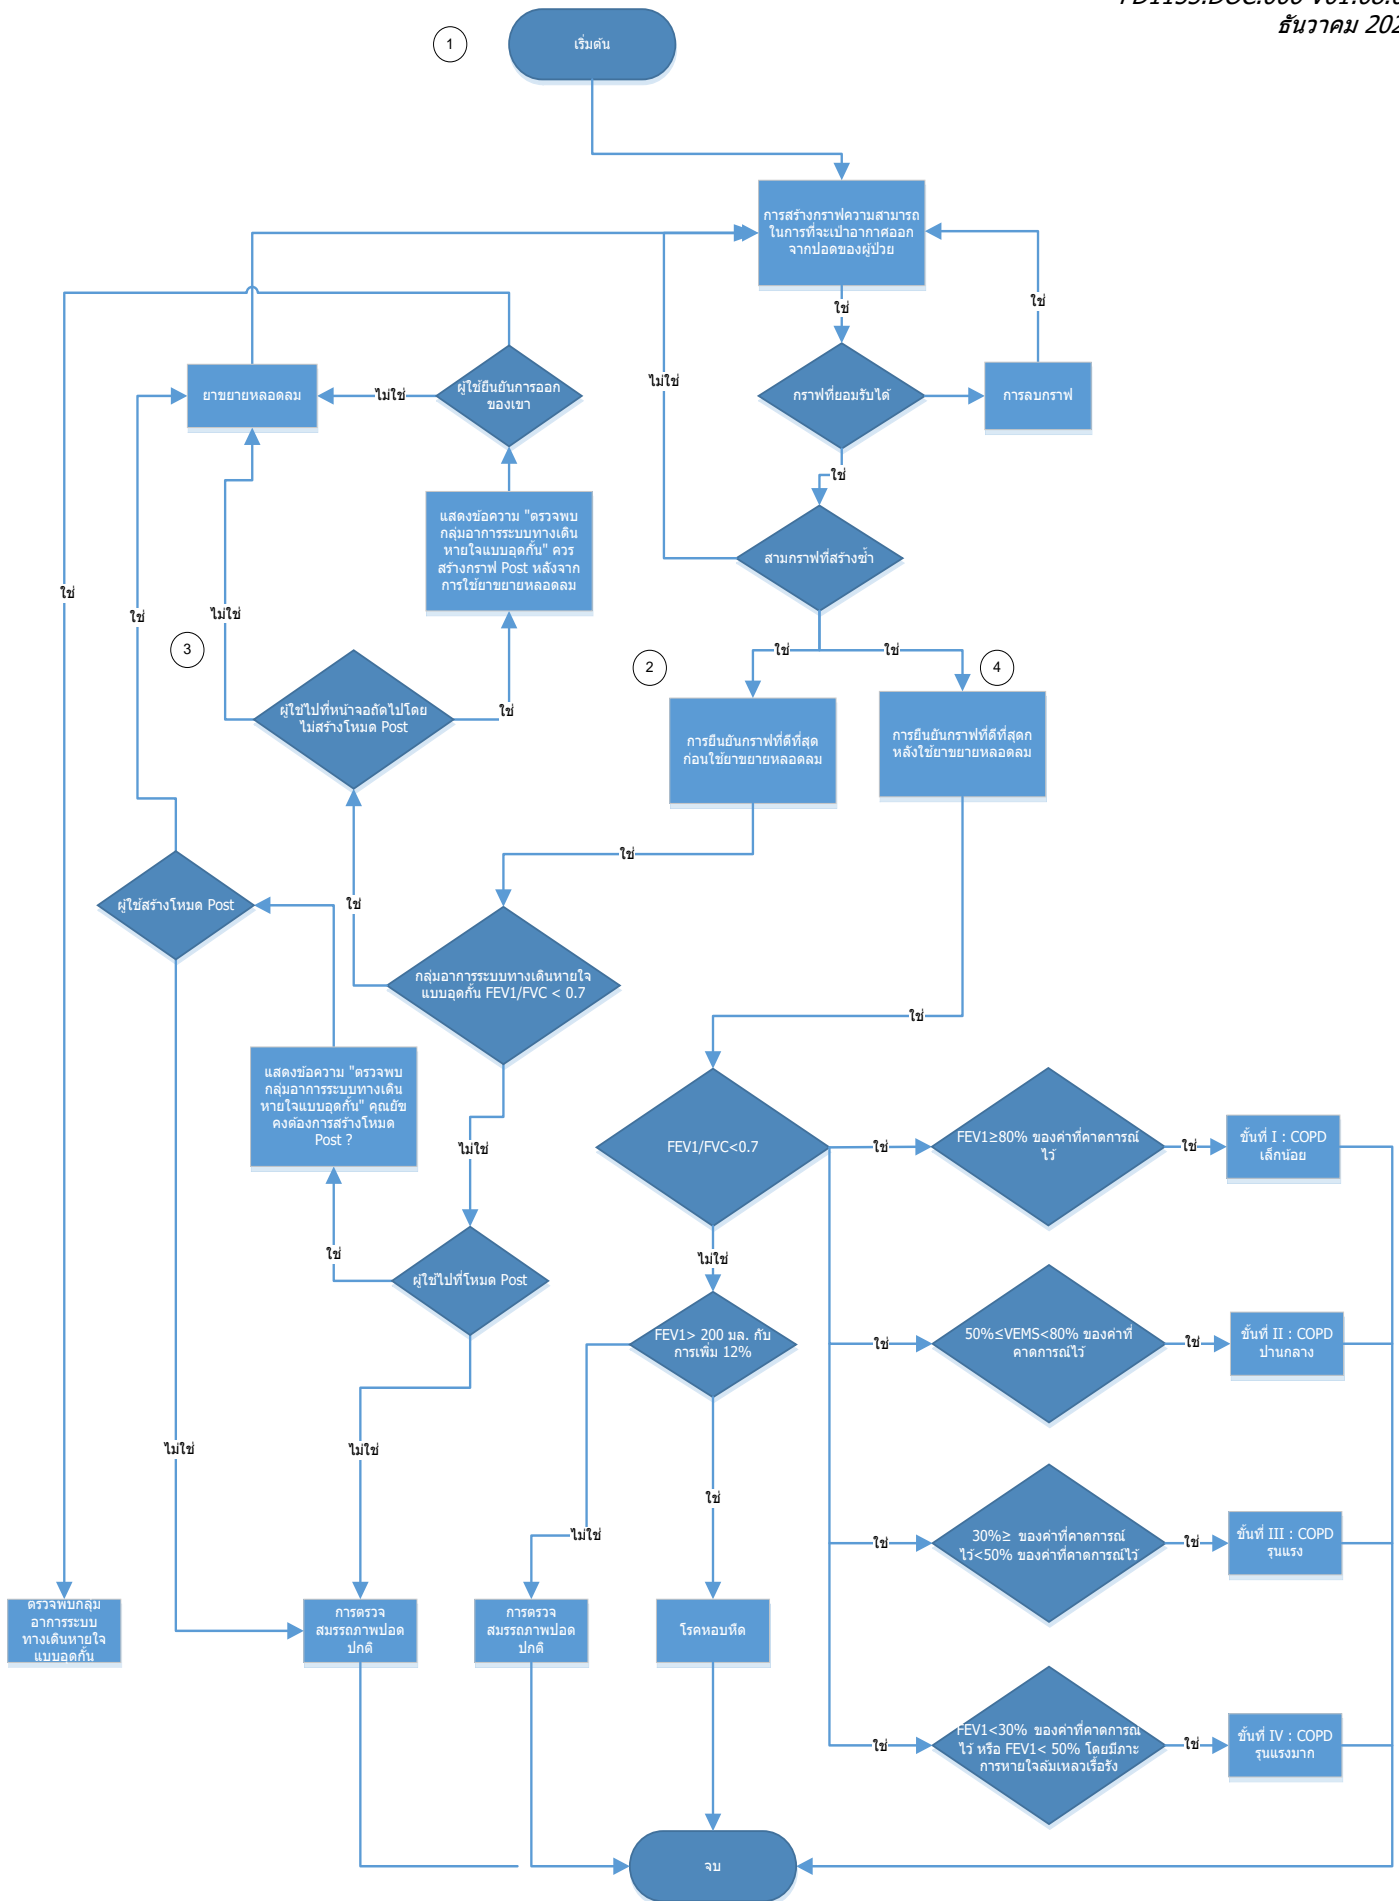 ธันวาคม 202
1
เริ่มต้น
การสร้างกราฟความสามารถ
ในการที่จะเป่าอากาศออก
จากปอดของผู้ป่วย
ใช่
ใช่
กราฟที่ยอมรับได้
การลบกราฟ
ไม่ใช่
ยาขยายหลอดลม
ไม่ใช่
ผู้ใช้ยืนยันการออก
ของเขา
ใช่
แสดงข้อความ "ตรวจพบ
กลุ่มอาการระบบทางเดิน
หายใจแบบอุดกั้น" ควร
สร้างกราฟ Post หลังจาก
การใช้ยาขยายหลอดลม
สามกราฟที่สร้างซ้ำ
ใช่
ใช่
ไม่ใช่
3
ใช่
ใช่
2
4
ผู้ใช้ไปที่หน้าจอถัดไปโดย
ไม่สร้างโหมด Post
ใช่
การยืนยันกราฟที่ดีที่สุด
ก่อนใช้ยาขยายหลอดลม
การยืนยันกราฟที่ดีที่สุดก
หลังใช้ยาขยายหลอดลม
ใช่
ผู้ใช้สร้างโหมด Post
ใช่
กลุ่มอาการระบบทางเดินหายใจ
แบบอุดกั้น FEV1/FVC < 0.7
ใช่
แสดงข้อความ "ตรวจพบ
กลุ่มอาการระบบทางเดิน
หายใจแบบอุดกั้น" คุณยัข
คงต้องการสร้างโหมด
Post ?
ไม่ใช่
FEV1/FVC<0.7
ใช่
FEV1≥80% ของค่าที่คาดการณ์
ไว้
ใช่
ขั้นที่ I : COPD
เล็กน้อย
ใช่
ผู้ใช้ไปที่โหมด Post
ไม่ใช่
FEV1> 200 มล. กับ
การเพิ่ม 12%
ใช่
50%≤VEMS<80% ของค่าที่
คาดการณ์ไว้
ใช่
ขั้นที่ II : COPD
ปานกลาง
ไม่ใช่
ไม่ใช่
ใช่
ไม่ใช่
ใช่
30%≥ ของค่าที่คาดการณ์
ไว้<50% ของค่าที่คาดการณ์ไว้
ใช่
ขั้นที่ III : COPD
รุนแรง
ตรวจพบกลุ่ม
อาการระบบ
ทางเดินหายใจ
แบบอุดกั้น
การตรวจ
สมรรถภาพปอด
ปกติ
การตรวจ
สมรรถภาพปอด
ปกติ
โรคหอบหืด
ใช่
FEV1<30% ของค่าที่คาดการณ์
ไว้ หรือ FEV1< 50% โดยมีภาะ
การหายใจล้มเหลวเรื้อรัง
ใช่
ขั้นที่ IV : COPD
รุนแรงมาก
จบ